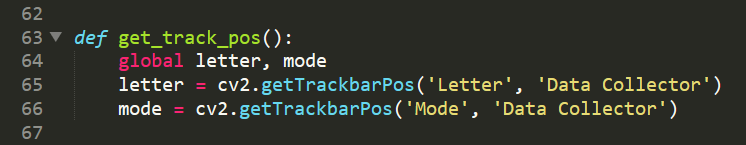 62
63 def get_track_pos():
64 global letter, mode
65 letter = cv2.getTrackbarPos('Letter', 'Data Collector')
66 mode = cv2.getTrackbarPos('Mode', 'Data Collector')
67